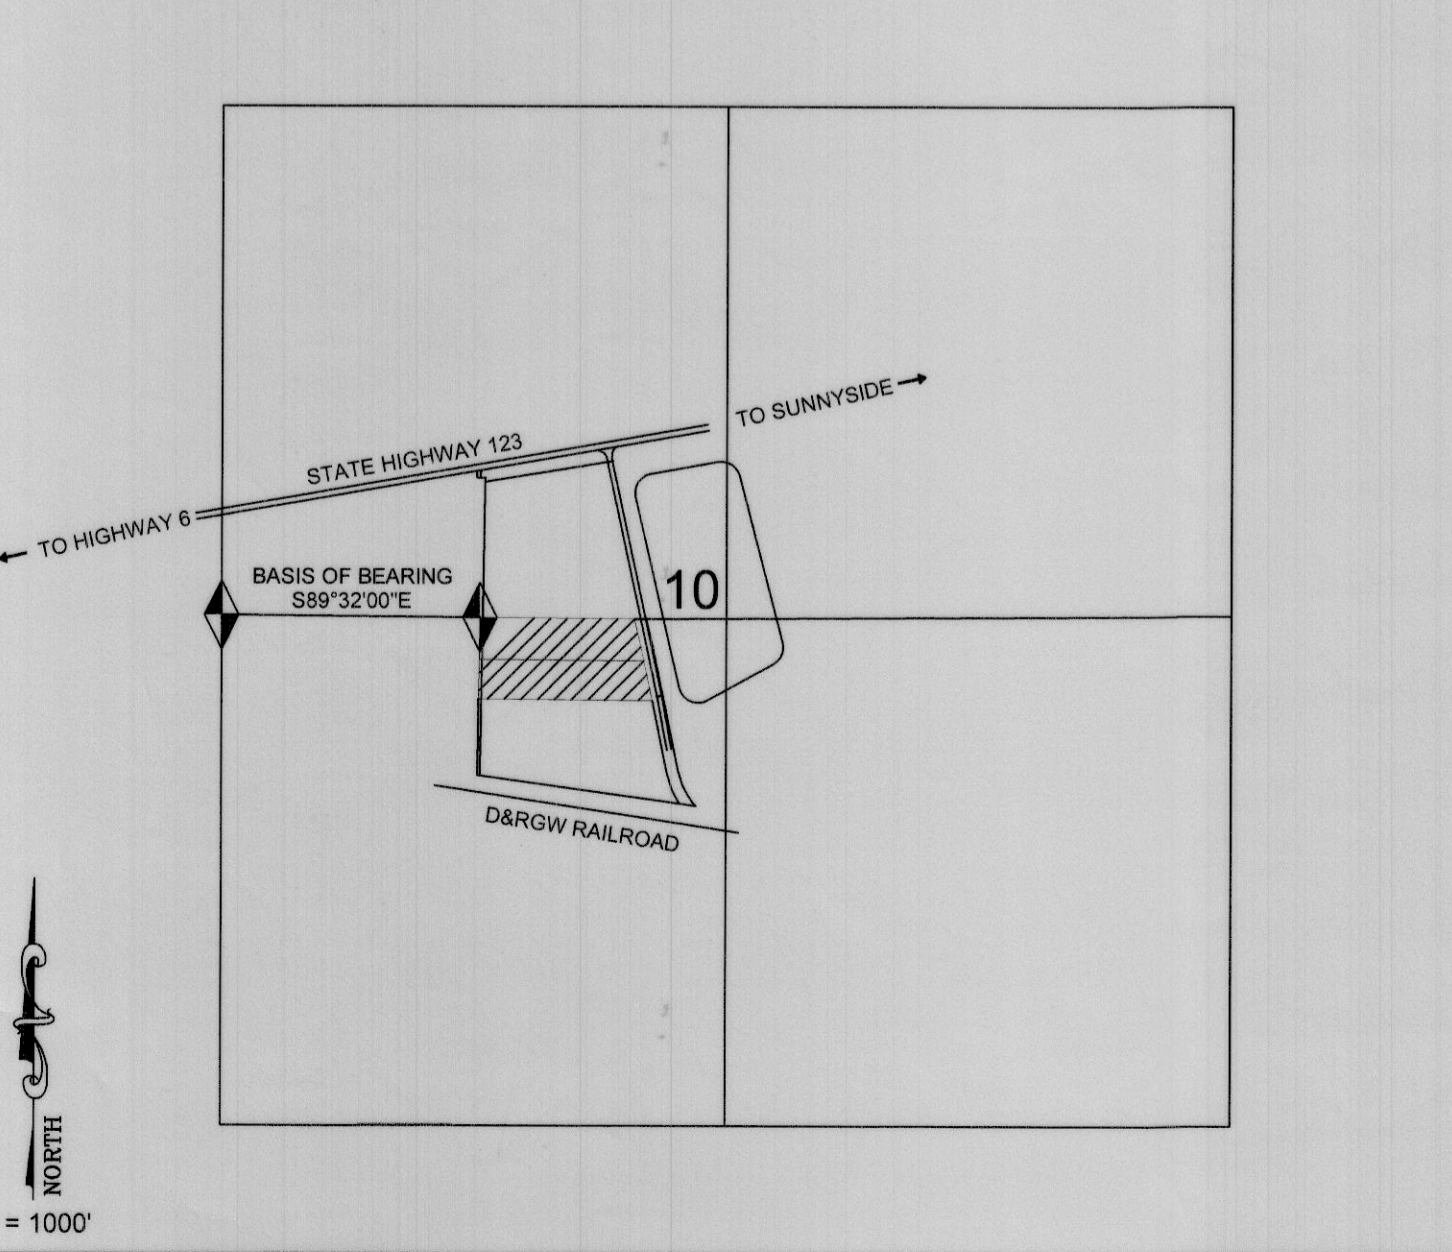 TO SUNNYSIDE
STATE HIGHWAY 123
TO HIGHWAY 6
BASIS OF BEARING
S89°32'00"E
10
D&RGW RAILROAD
NORTH
= 1000'